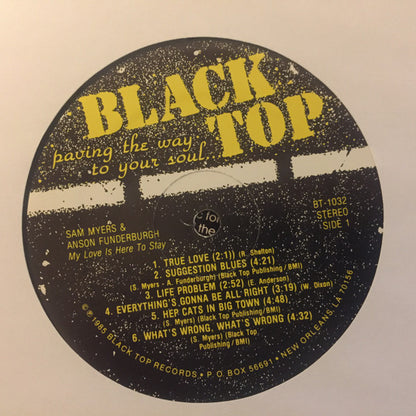 BLACK
TOP
paving the way
to your soul...
SAM MYERS &
ANSON FUNDERBURGH
My Love Is Here To Stay
BT-1032
STEREO
SIDE 1
for
the
1. TRUE LOVE (2:1)) (R. Shelton)
2. SUGGESTION BLUES (4:21)
(S. Myers - A. Funderburgh) (Black Top Publishing/BMI)
3. LIFE PROBLEM (2:52) (E. Anderson)
4. EVERYTHING'S GONNA BE ALL RIGHT (3:19) (W. Dixon)
5. HER CATS IN BIG TOWN (4:48)
(S. Myers) (Black Top Publishing/BMI)
6. WHAT'S WRONG, WHAT'S WRONG (4:32)
(S. Myers) (Black Top
Publishing/BMI)
©℗1985 BLACK TOP RECORDS • P.O. BOX 56691 • NEW ORLEANS, LA 70156